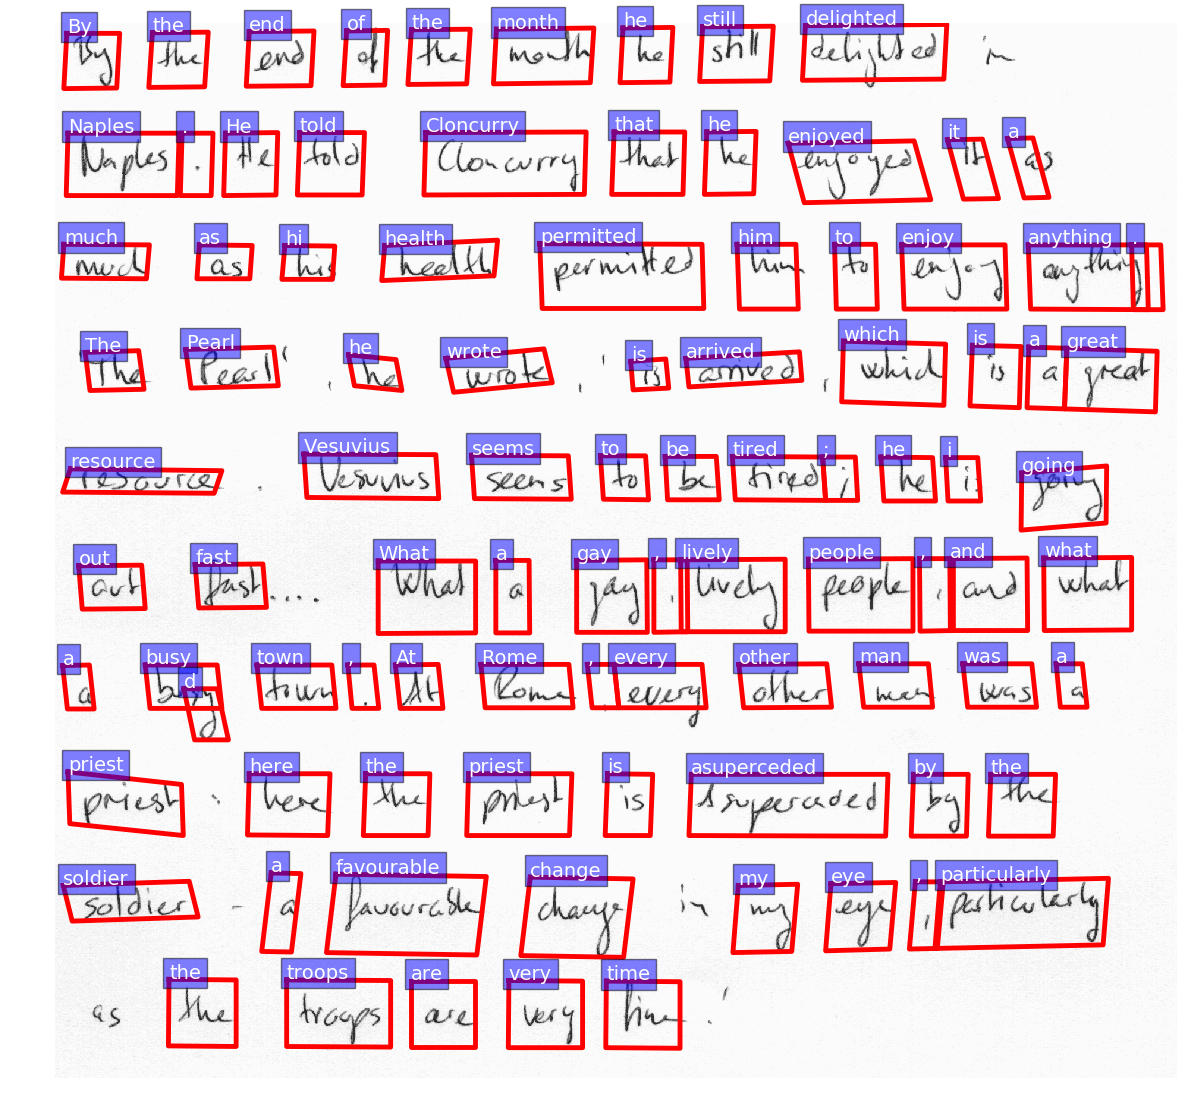 By the end of the month he still delighted in
Naples . He told Cloncurry that he enjoyed it as
much as his health permitted him to enjoy anything .
'The Pearl' , he wrote , 'is arrived , which is a great
resource . Vesuvius seems to be tired ; he is going
out fast.... What a gay , lively people , and what
a busy town . At Rome , every other man was a
priest - here the priest is superceded by the
soldier - a favourable change in my eye , particularly
as the troops are very fine .'